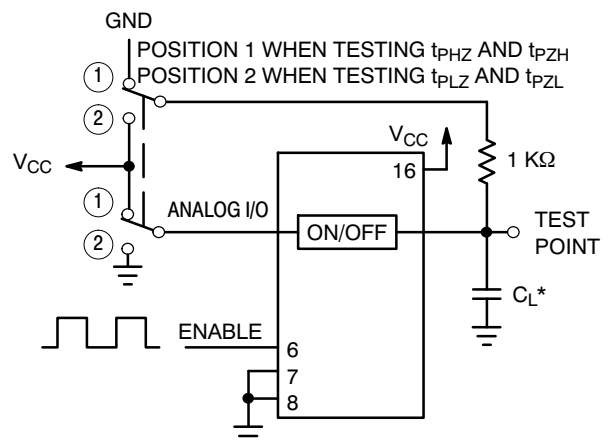 GND
POSITION 1 WHEN TESTING tPHZ AND tPZH
POSITION 2 WHEN TESTING tPLZ AND tPZL
1
2
VCC
VCC
16
1 KΩ
1
2
ANALOG I/O
ON/OFF
TEST
POINT
CL*
ENABLE
6
7
8